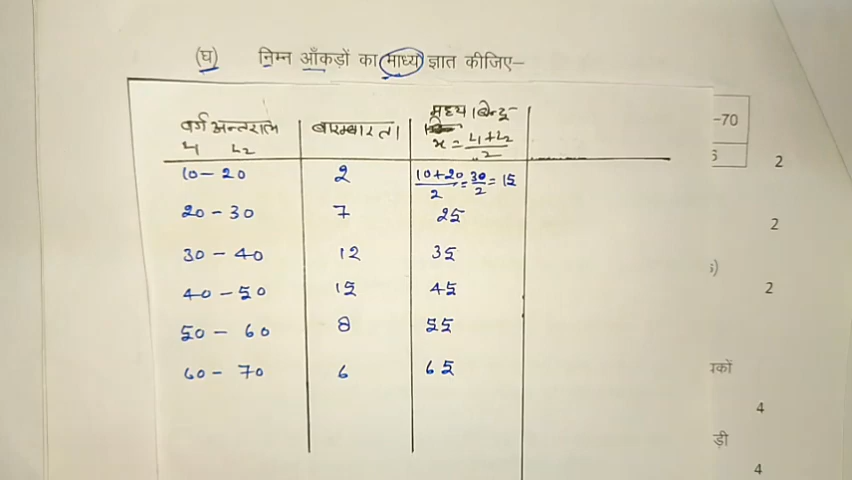 (घ) निम्न आँकड़ों का माध्य ज्ञात कीजिए–
वर्ग अन्तराल बारम्बारता मध्य बिन्दु
L₁ L₂ x = L₁+L₂/2
10 – 20 2 10+20/2 = 30/2 = 15
20 – 30 7 25
30 – 40 12 35
40 – 50 15 45
50 – 60 8 55
60 – 70 6 65
–70
2
2
2
4
ड़ी
4